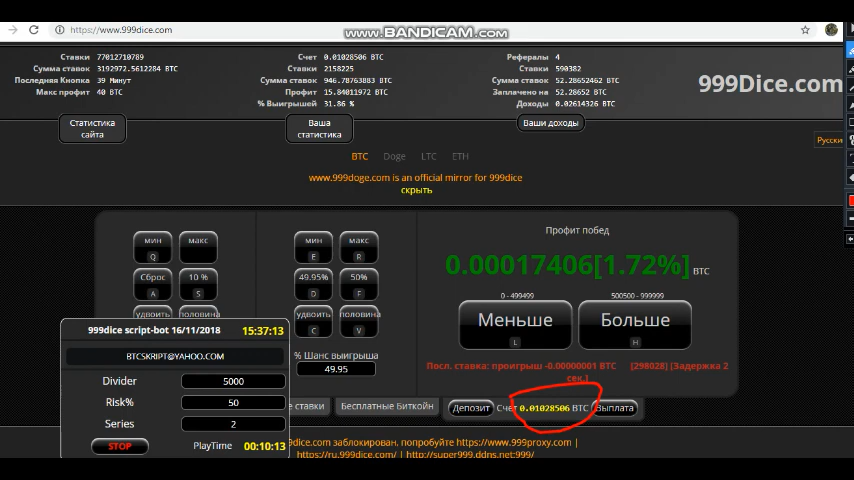 https://www.999dice.com
www.BANDICAM.com
Ставки 77012710789
Сумма ставок 3192972.5612284 BTC
Последняя Кнопка 39 Минут
Макс профит 40 BTC
Счет 0.01028506 BTC
Ставки 2158225
Сумма ставок 946.78763883 BTC
Профит 15.84011972 BTC
% Выигрышей 31.86 %
Рефералы 4
Ставки 590382
Сумма ставок 52.28652462 BTC
Заплачено на 52.28652 BTC
Доходы 0.02614326 BTC
999Dice.com
Статистика
сайта
Ваша
статистика
Ваши доходы
Русски
BTC Doge LTC ETH
www.999doge.com is an official mirror for 999dice
скрыть
мин
Q
макс
Сброс
A
10 %
S
удвоить
половина
мин
E
макс
R
49.95%
D
50%
F
удвоить
C
половина
V
% Шанс выигрыша
49.95
Профит побед
0.00017406[1.72%] BTC
0 - 499499
Меньше
L
500500 - 999999
Больше
H
Посл. ставка: проигрыш -0.00000001 BTC [298028] [Задержка 2
сек.]
е ставки
Бесплатные Биткойн
Депозит
Счет 0.01028506 BTC
Выплата
999dice script-bot 16/11/2018 15:37:13
BTCSKRIPT@YAHOO.COM
Divider 5000
Risk% 50
Series 2
STOP PlayTime 00:10:13
999dice.com заблокирован, попробуйте https://www.999proxy.com |
https://ru.999dice.com/ | http://super999.ddns.net:999/